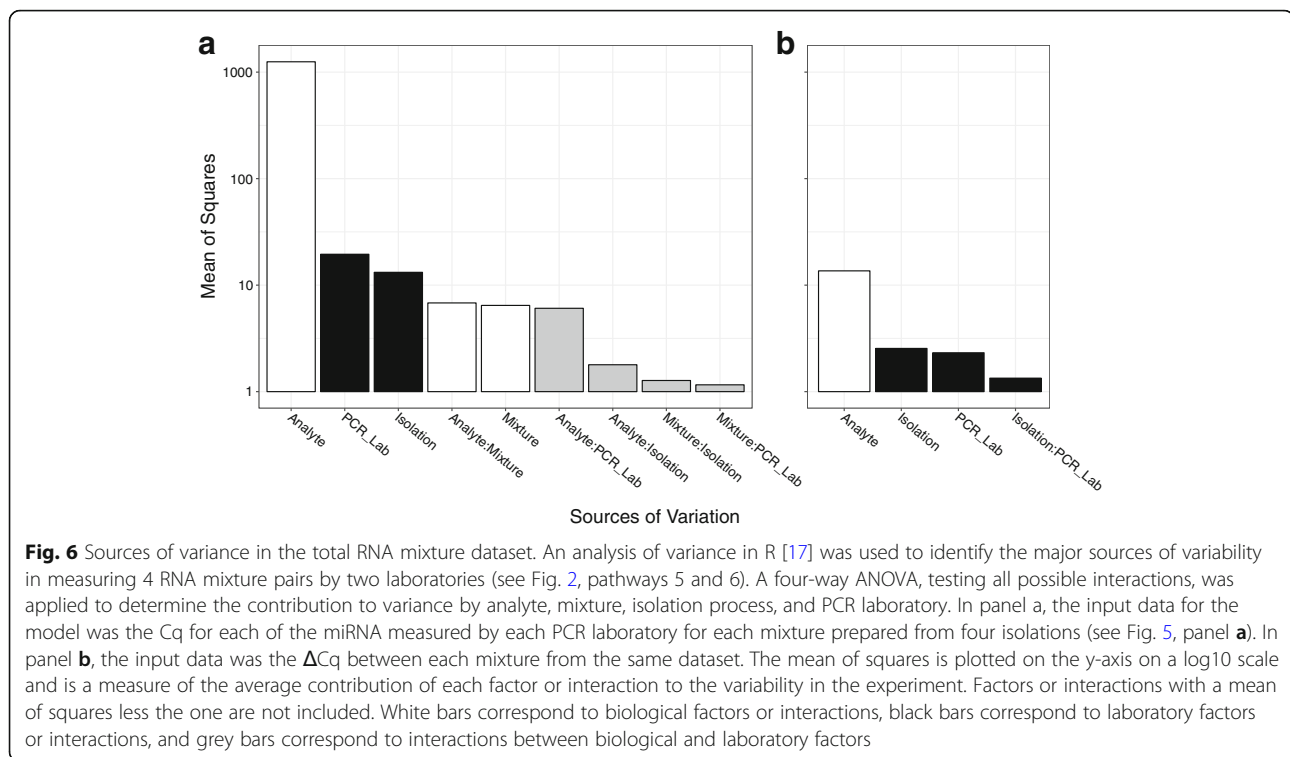 a
b
1000
100
10
1
Mean of Squares
Analyte
PCR_Lab
Isolation
Analyte:Mixture
Mixture
Analyte:PCR_Lab
Analyte:Isolation
Mixture:Isolation
Mixture:PCR_Lab
Analyte
Isolation
PCR_Lab
Isolation:PCR_Lab
Sources of Variation
Fig. 6 Sources of variance in the total RNA mixture dataset. An analysis of variance in R [17] was used to identify the major sources of variability
in measuring 4 RNA mixture pairs by two laboratories (see Fig. 2, pathways 5 and 6). A four-way ANOVA, testing all possible interactions, was
applied to determine the contribution to variance by analyte, mixture, isolation process, and PCR laboratory. In panel a, the input data for the
model was the Cq for each of the miRNA measured by each PCR laboratory for each mixture prepared from four isolations (see Fig. 5, panel a). In
panel b, the input data was the ΔCq between each mixture from the same dataset. The mean of squares is plotted on the y-axis on a log10 scale
and is a measure of the average contribution of each factor or interaction to the variability in the experiment. Factors or interactions with a mean
of squares less the one are not included. White bars correspond to biological factors or interactions, black bars correspond to laboratory factors
or interactions, and grey bars correspond to interactions between biological and laboratory factors